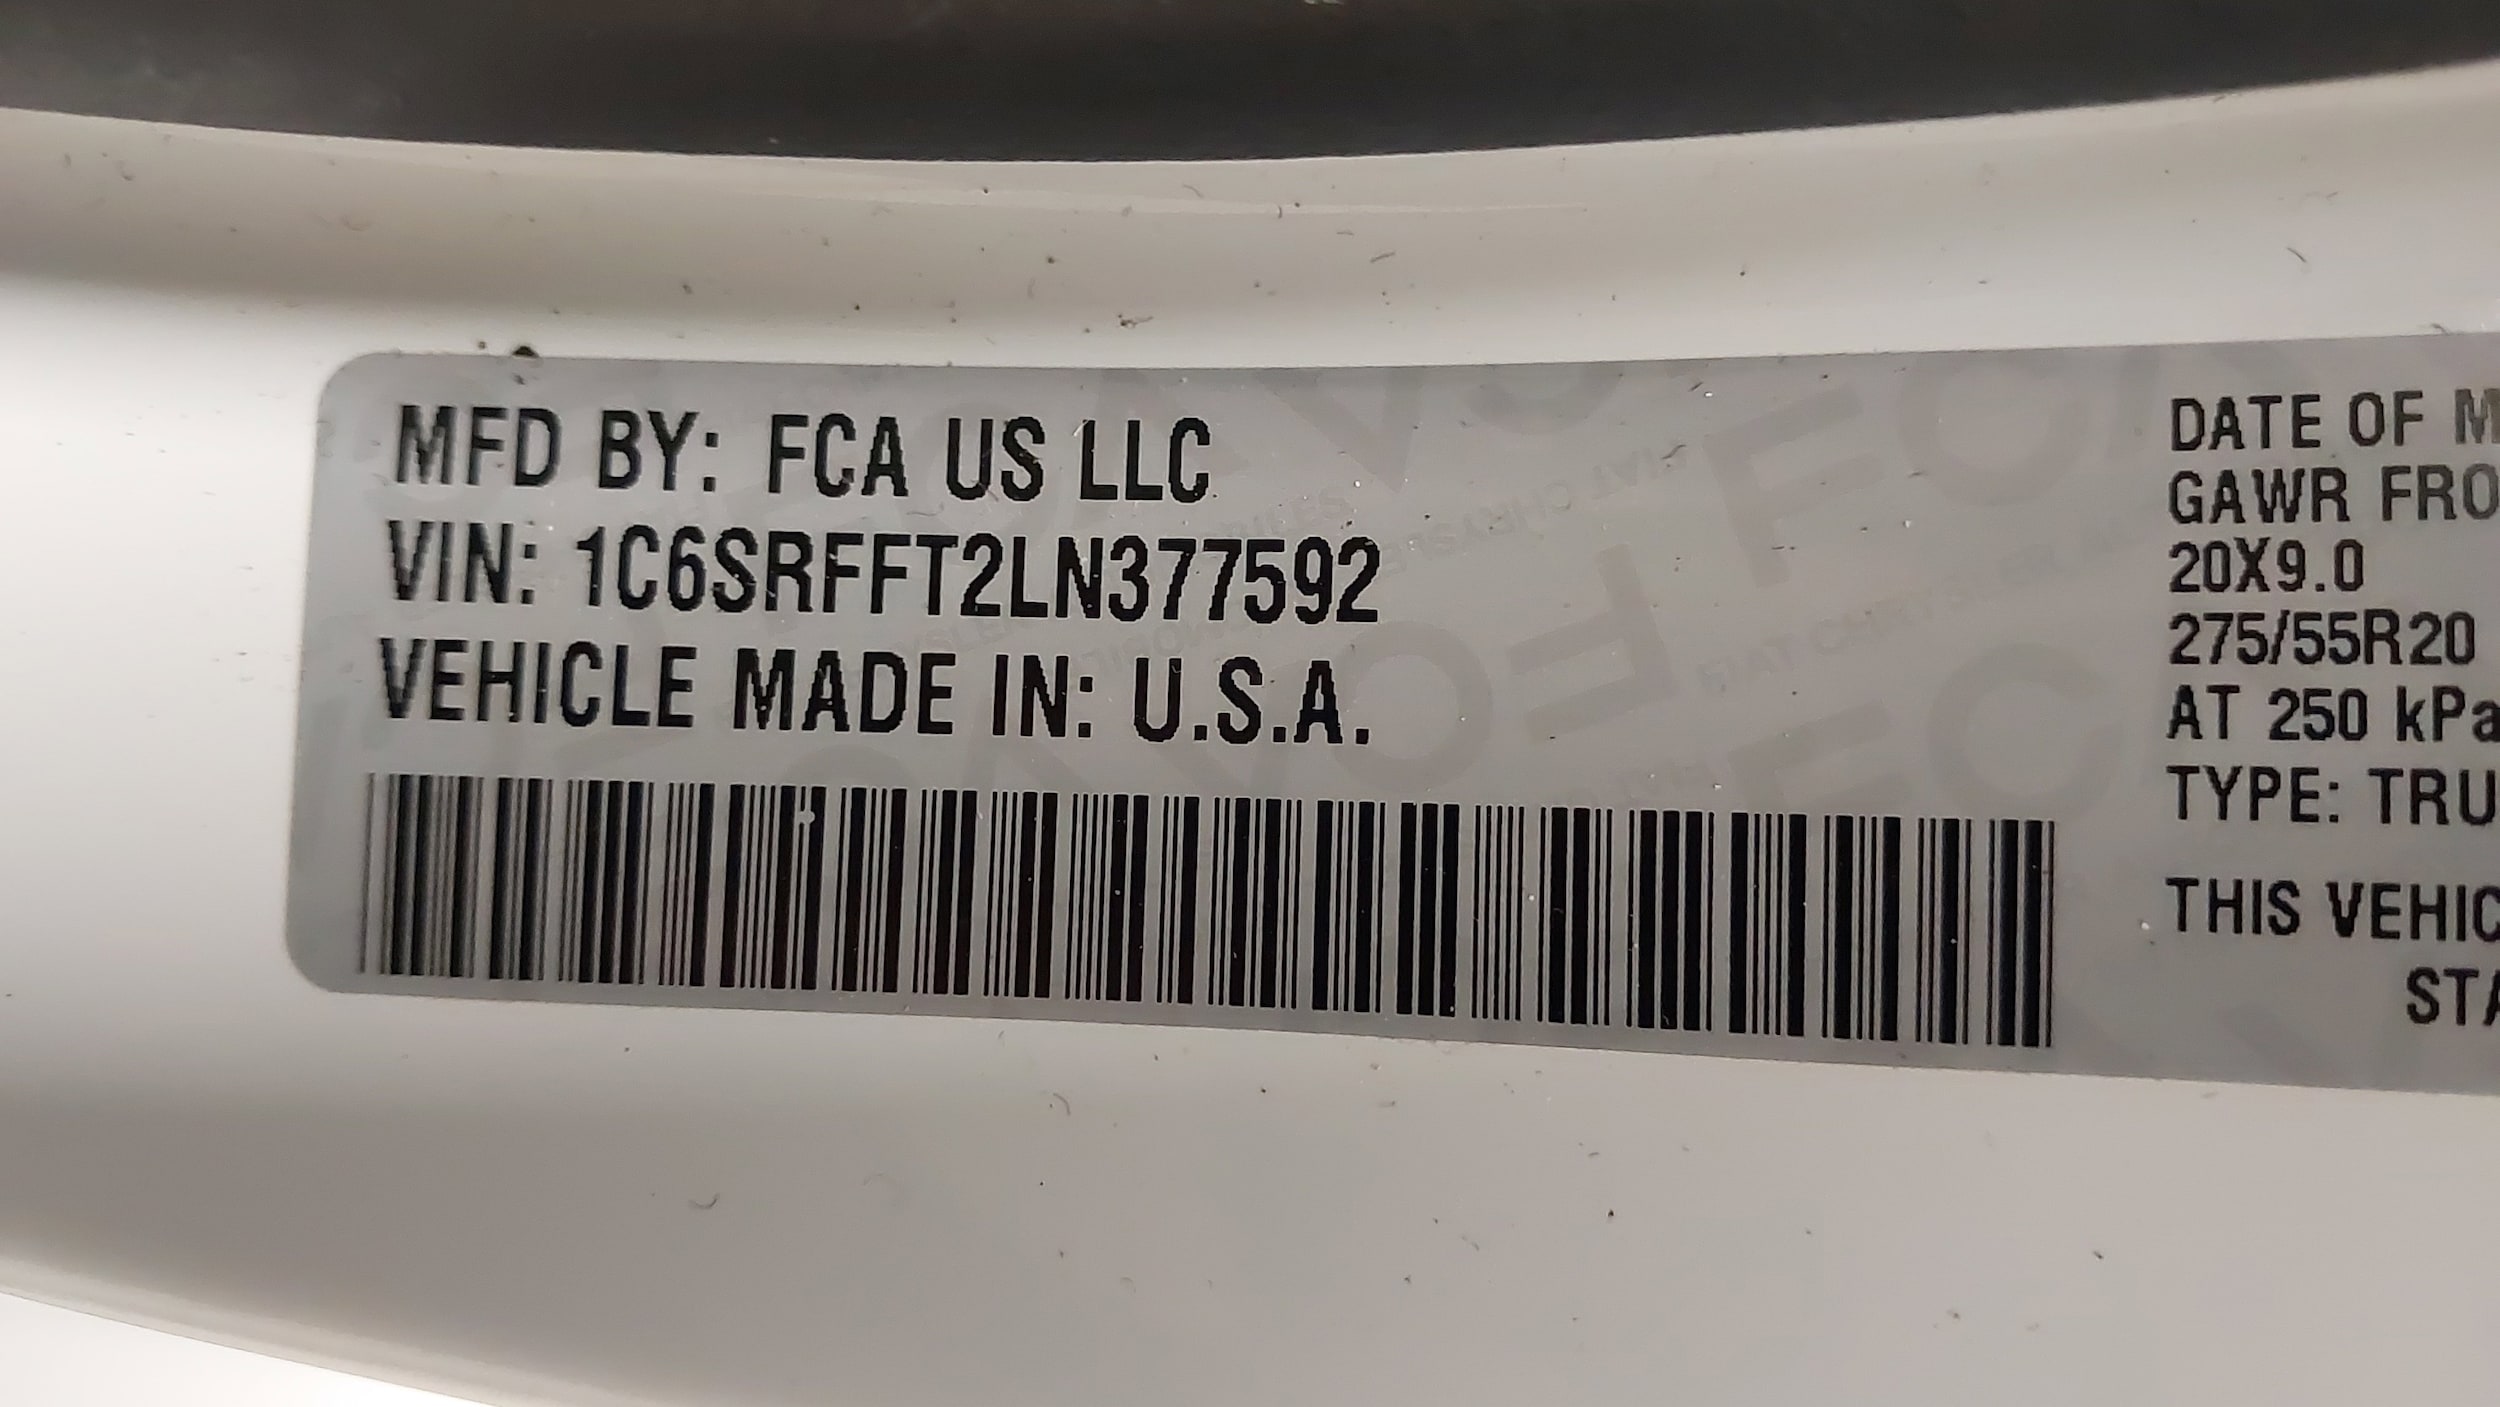 MFD BY: FCA US LLC
VIN: 1C6SRFFT2LN377592
VEHICLE MADE IN: U.S.A.
DATE OF M
GAWR FRO
20X9.0
275/55R20
AT 250 kPa
TYPE: TRU
THIS VEHIC
STA